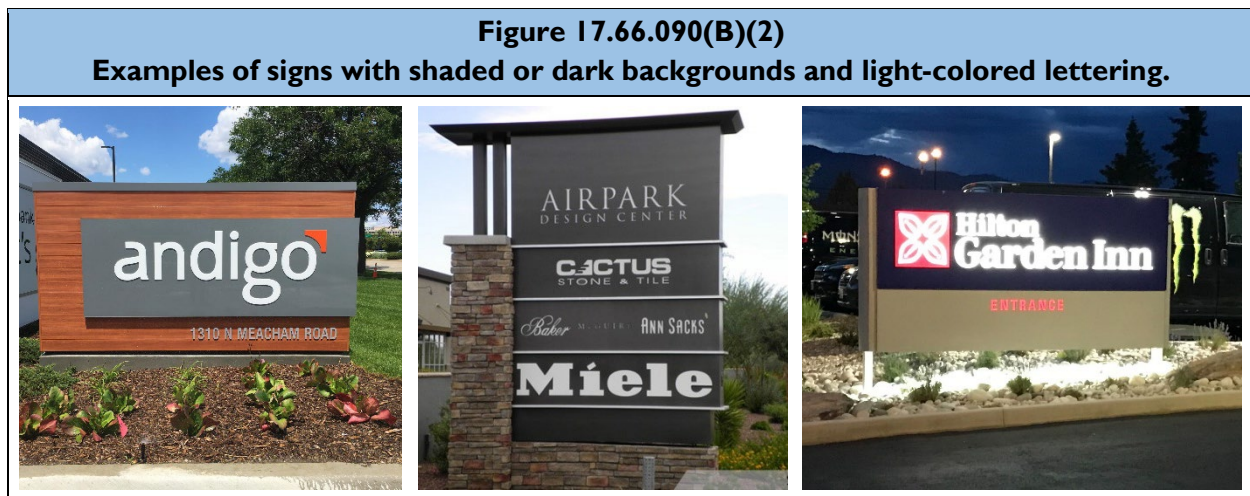 Figure 17.66.090(B)(2)
Examples of signs with shaded or dark backgrounds and light-colored lettering.
andigo
1310 N MEACHAM ROAD
AIRPARK
DESIGN CENTER
CACTUS
STONE & TILE
Baker McGUIRE ANN SACKS
Miele
Hilton
Garden Inn
ENTRANCE